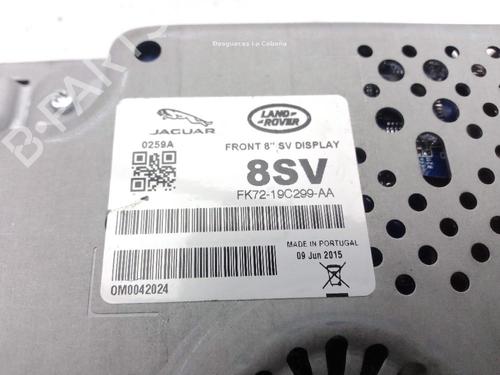 Desguaces La Cabaña
B-PARTS
JAGUAR
LAND-
ROVER
0259A
FRONT 8" SV DISPLAY
8SV
FK72-19C299-AA
MADE IN PORTUGAL
09 Jun 2015
OM0042024